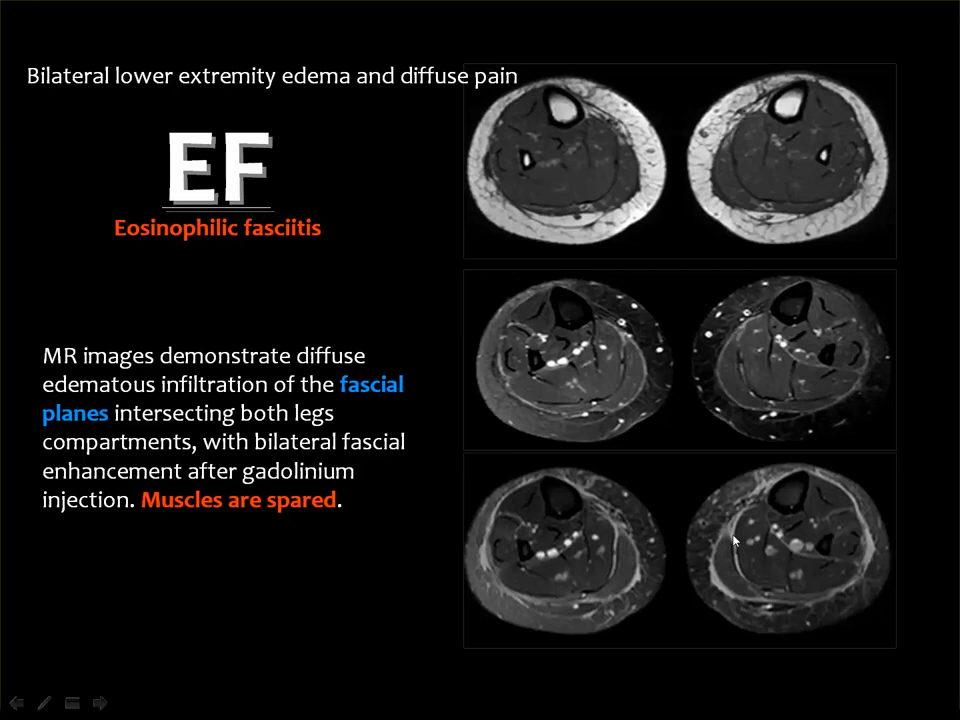 Bilateral lower extremity edema and diffuse pain
EF
Eosinophilic fasciitis
MR images demonstrate diffuse
edematous infiltration of the fascial
planes intersecting both legs
compartments, with bilateral fascial
enhancement after gadolinium
injection. Muscles are spared.